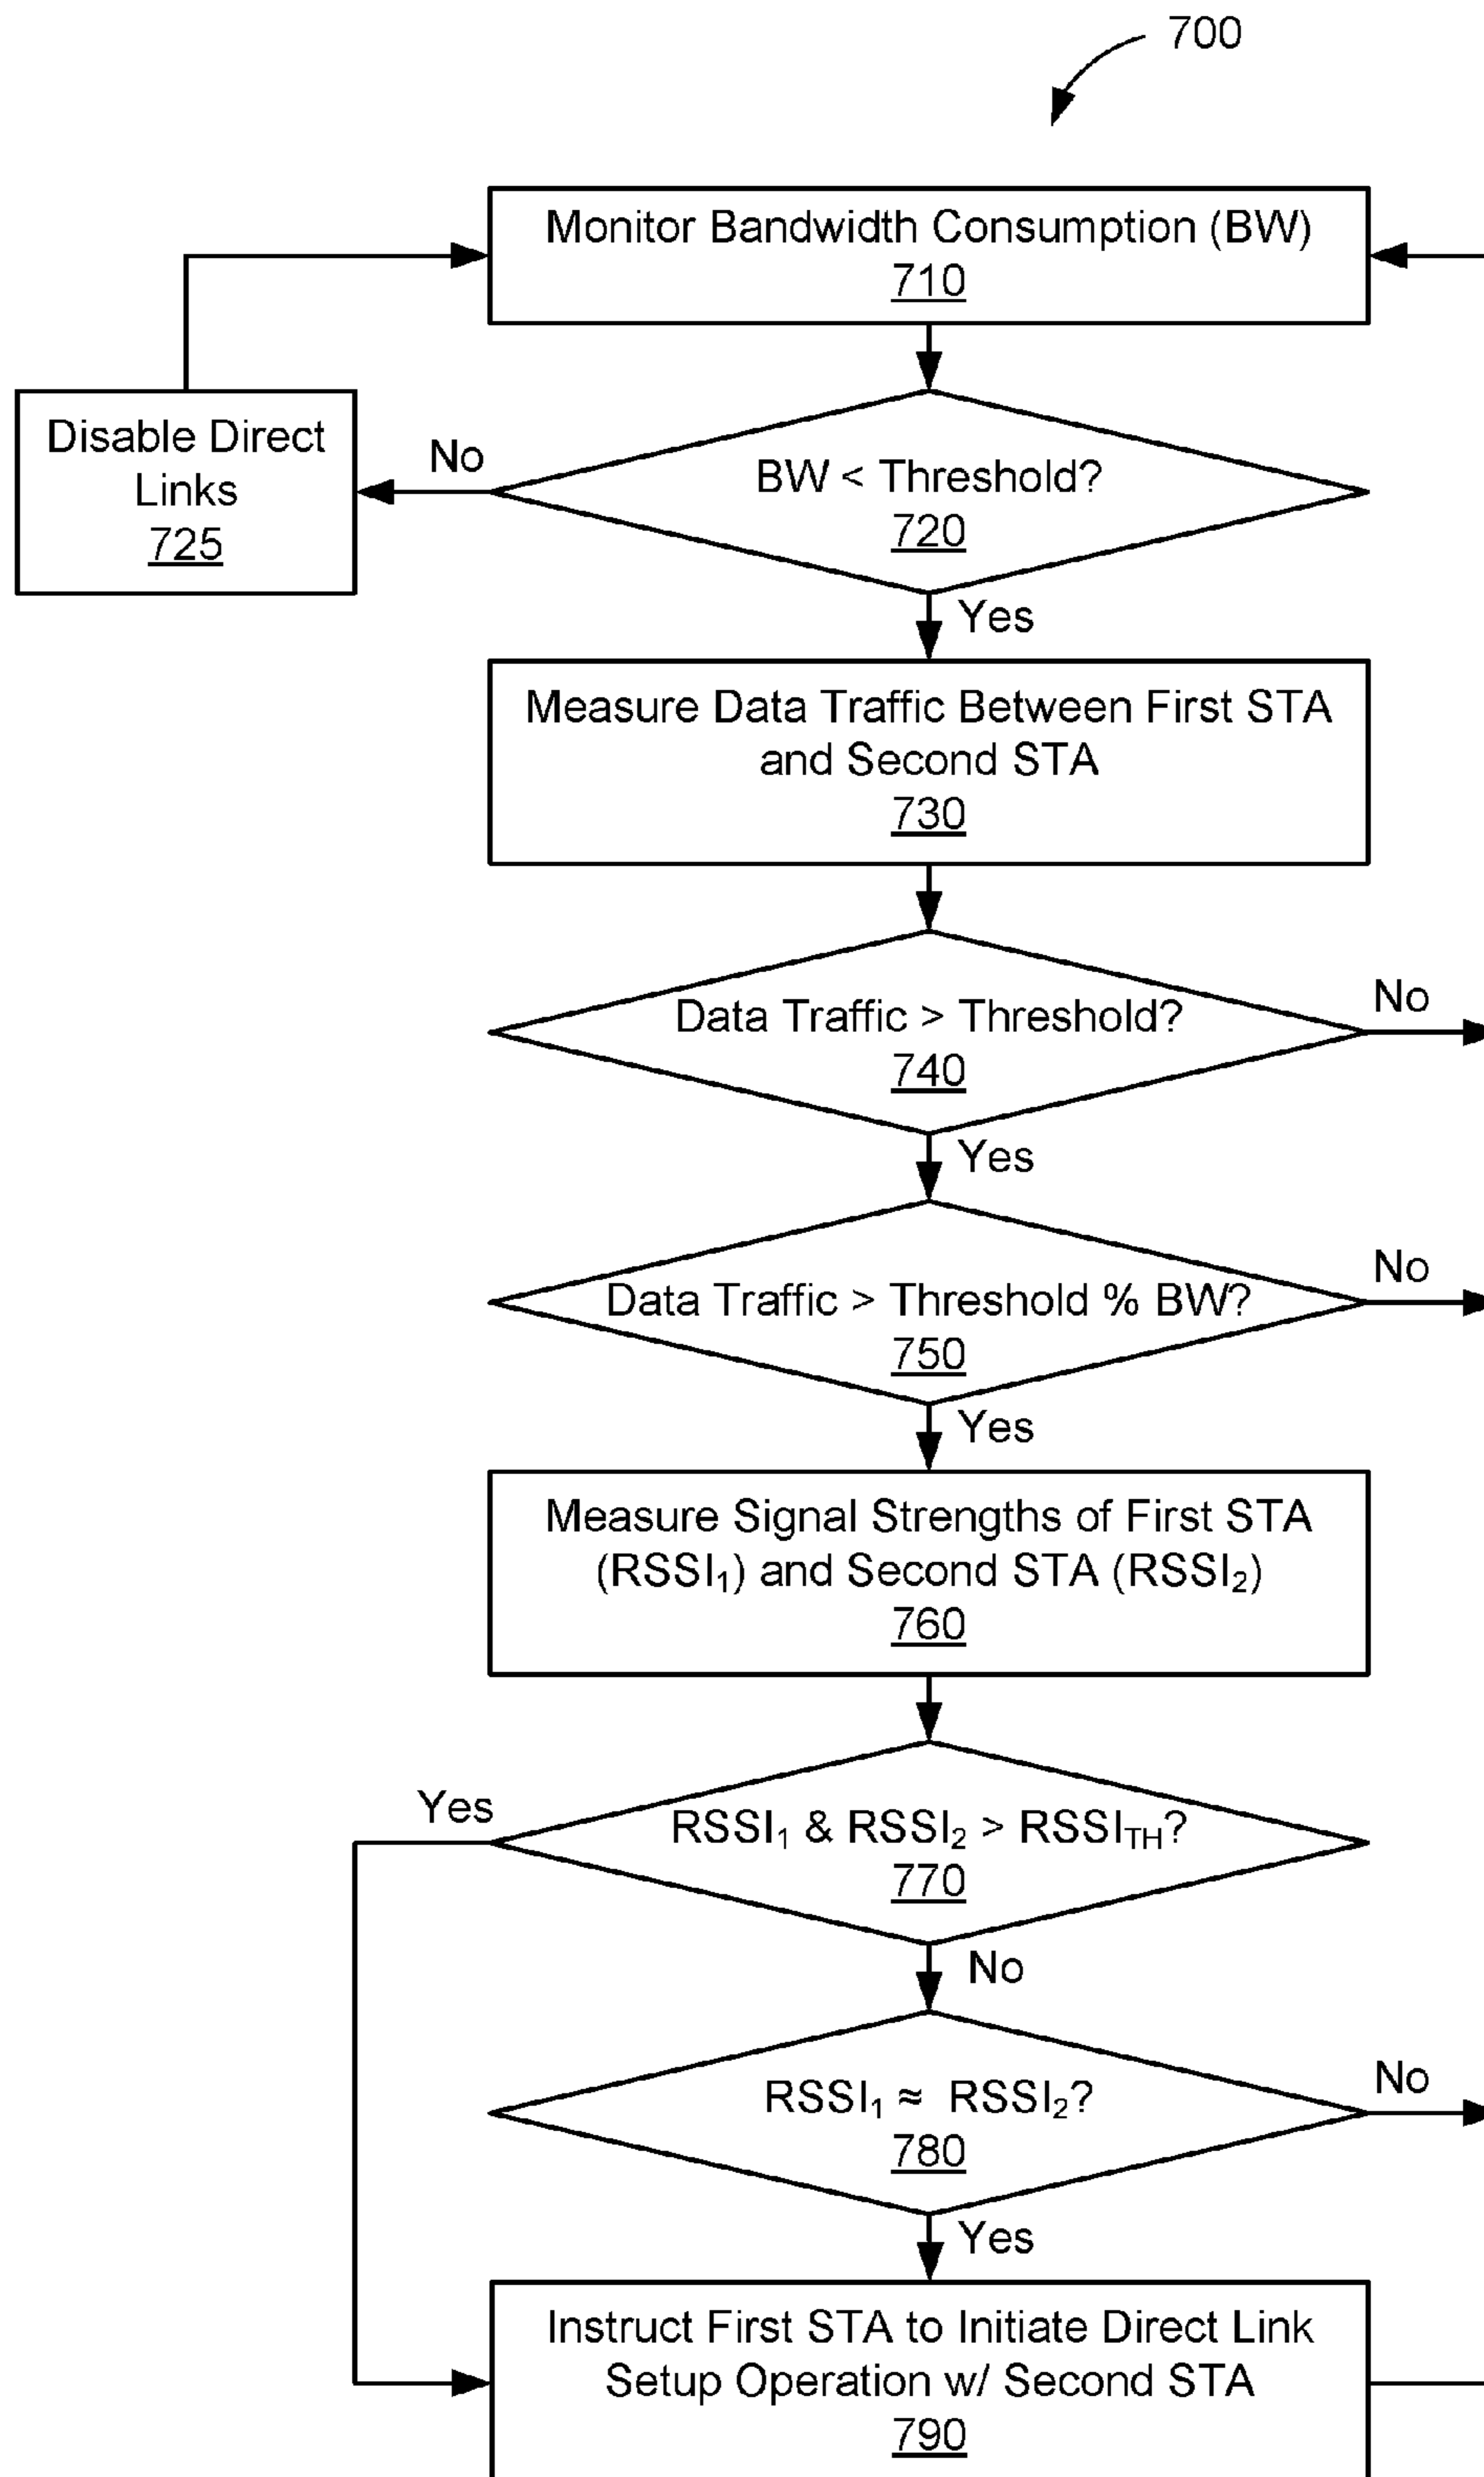 700
Monitor Bandwidth Consumption (BW)
710
Disable Direct
Links
725
No
BW < Threshold?
720
Yes
Measure Data Traffic Between First STA
and Second STA
730
Data Traffic > Threshold?
740
No
Yes
Data Traffic > Threshold % BW?
750
No
Yes
Measure Signal Strengths of First STA
(RSSI₁) and Second STA (RSSI₂)
760
Yes
RSSI₁ & RSSI₂ > RSSI_TH?
770
No
RSSI₁ ≈ RSSI₂?
780
No
Yes
Instruct First STA to Initiate Direct Link
Setup Operation w/ Second STA
790